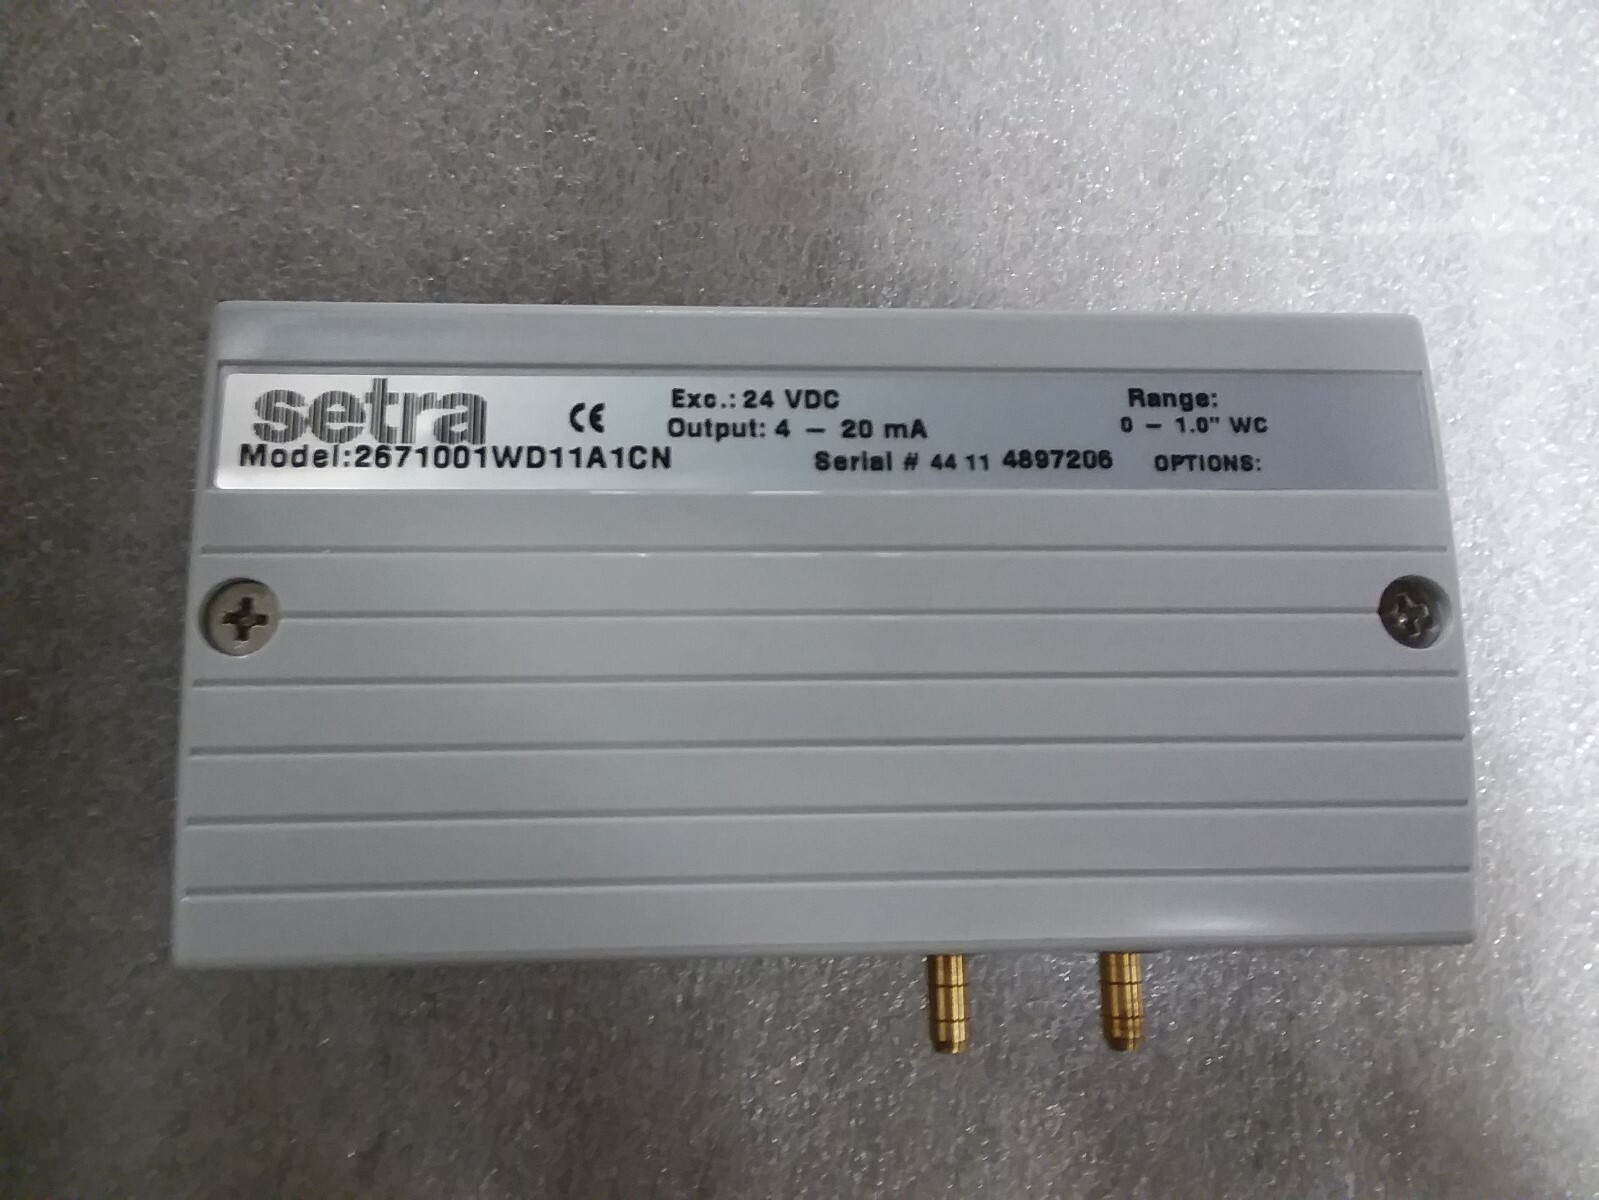 setra CE Exc.: 24 VDC Range:
Output: 4 – 20 mA 0 – 1.0" WC
Model:2671001WD11A1CN Serial # 44 11 4897206 OPTIONS: